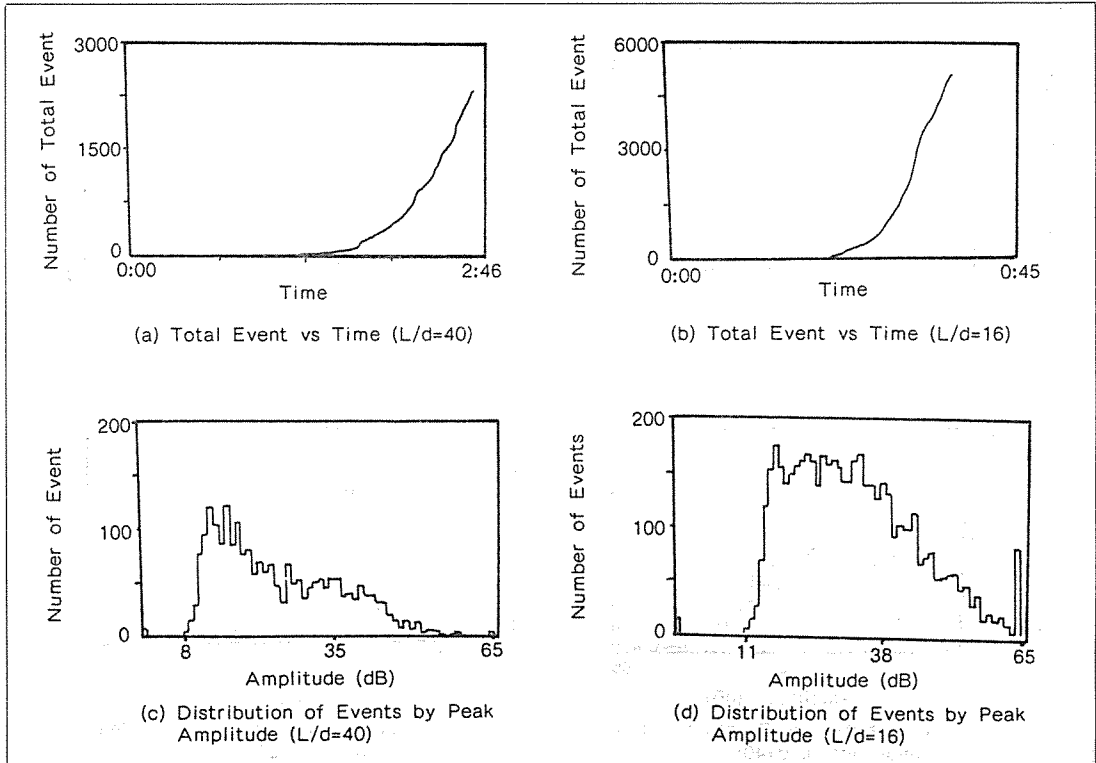 3000
1500
0
Number of Total Event
0:00
2:46
Time
(a) Total Event vs Time (L/d=40)
6000
3000
0
Number of Total Event
0:00
0:45
Time
(b) Total Event vs Time (L/d=16)
200
100
0
Number of Event
8
35
65
Amplitude (dB)
(c) Distribution of Events by Peak
Amplitude (L/d=40)
200
150
100
0
Number of Events
11
38
65
Amplitude (dB)
(d) Distribution of Events by Peak
Amplitude (L/d=16)